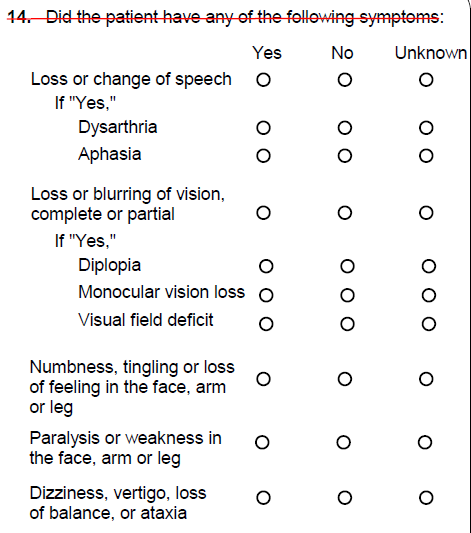 14. Did the patient have any of the following symptoms:
Yes No Unknown
Loss or change of speech
If "Yes,"
Dysarthria
Aphasia
Loss or blurring of vision,
complete or partial
If "Yes,"
Diplopia
Monocular vision loss
Visual field deficit
Numbness, tingling or loss
of feeling in the face, arm
or leg
Paralysis or weakness in
the face, arm or leg
Dizziness, vertigo, loss
of balance, or ataxia